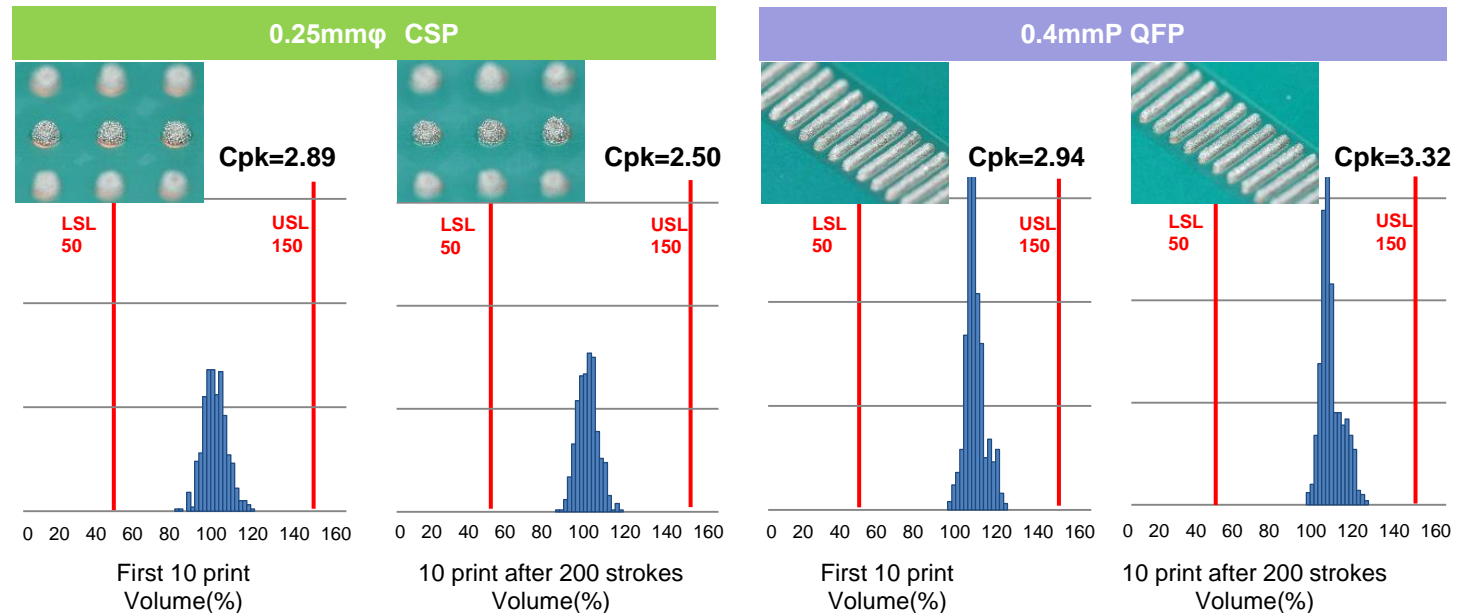 0.25mmφ CSP
0.4mmP QFP
Cpk=2.89
LSL
50
USL
150
0 20 40 60 80 100 120 140 160
First 10 print
Volume(%)
Cpk=2.50
LSL
50
USL
150
0 20 40 60 80 100 120 140 160
10 print after 200 strokes
Volume(%)
Cpk=2.94
LSL
50
USL
150
0 20 40 60 80 100 120 140 160
First 10 print
Volume(%)
Cpk=3.32
LSL
50
USL
150
0 20 40 60 80 100 120 140 160
10 print after 200 strokes
Volume(%)